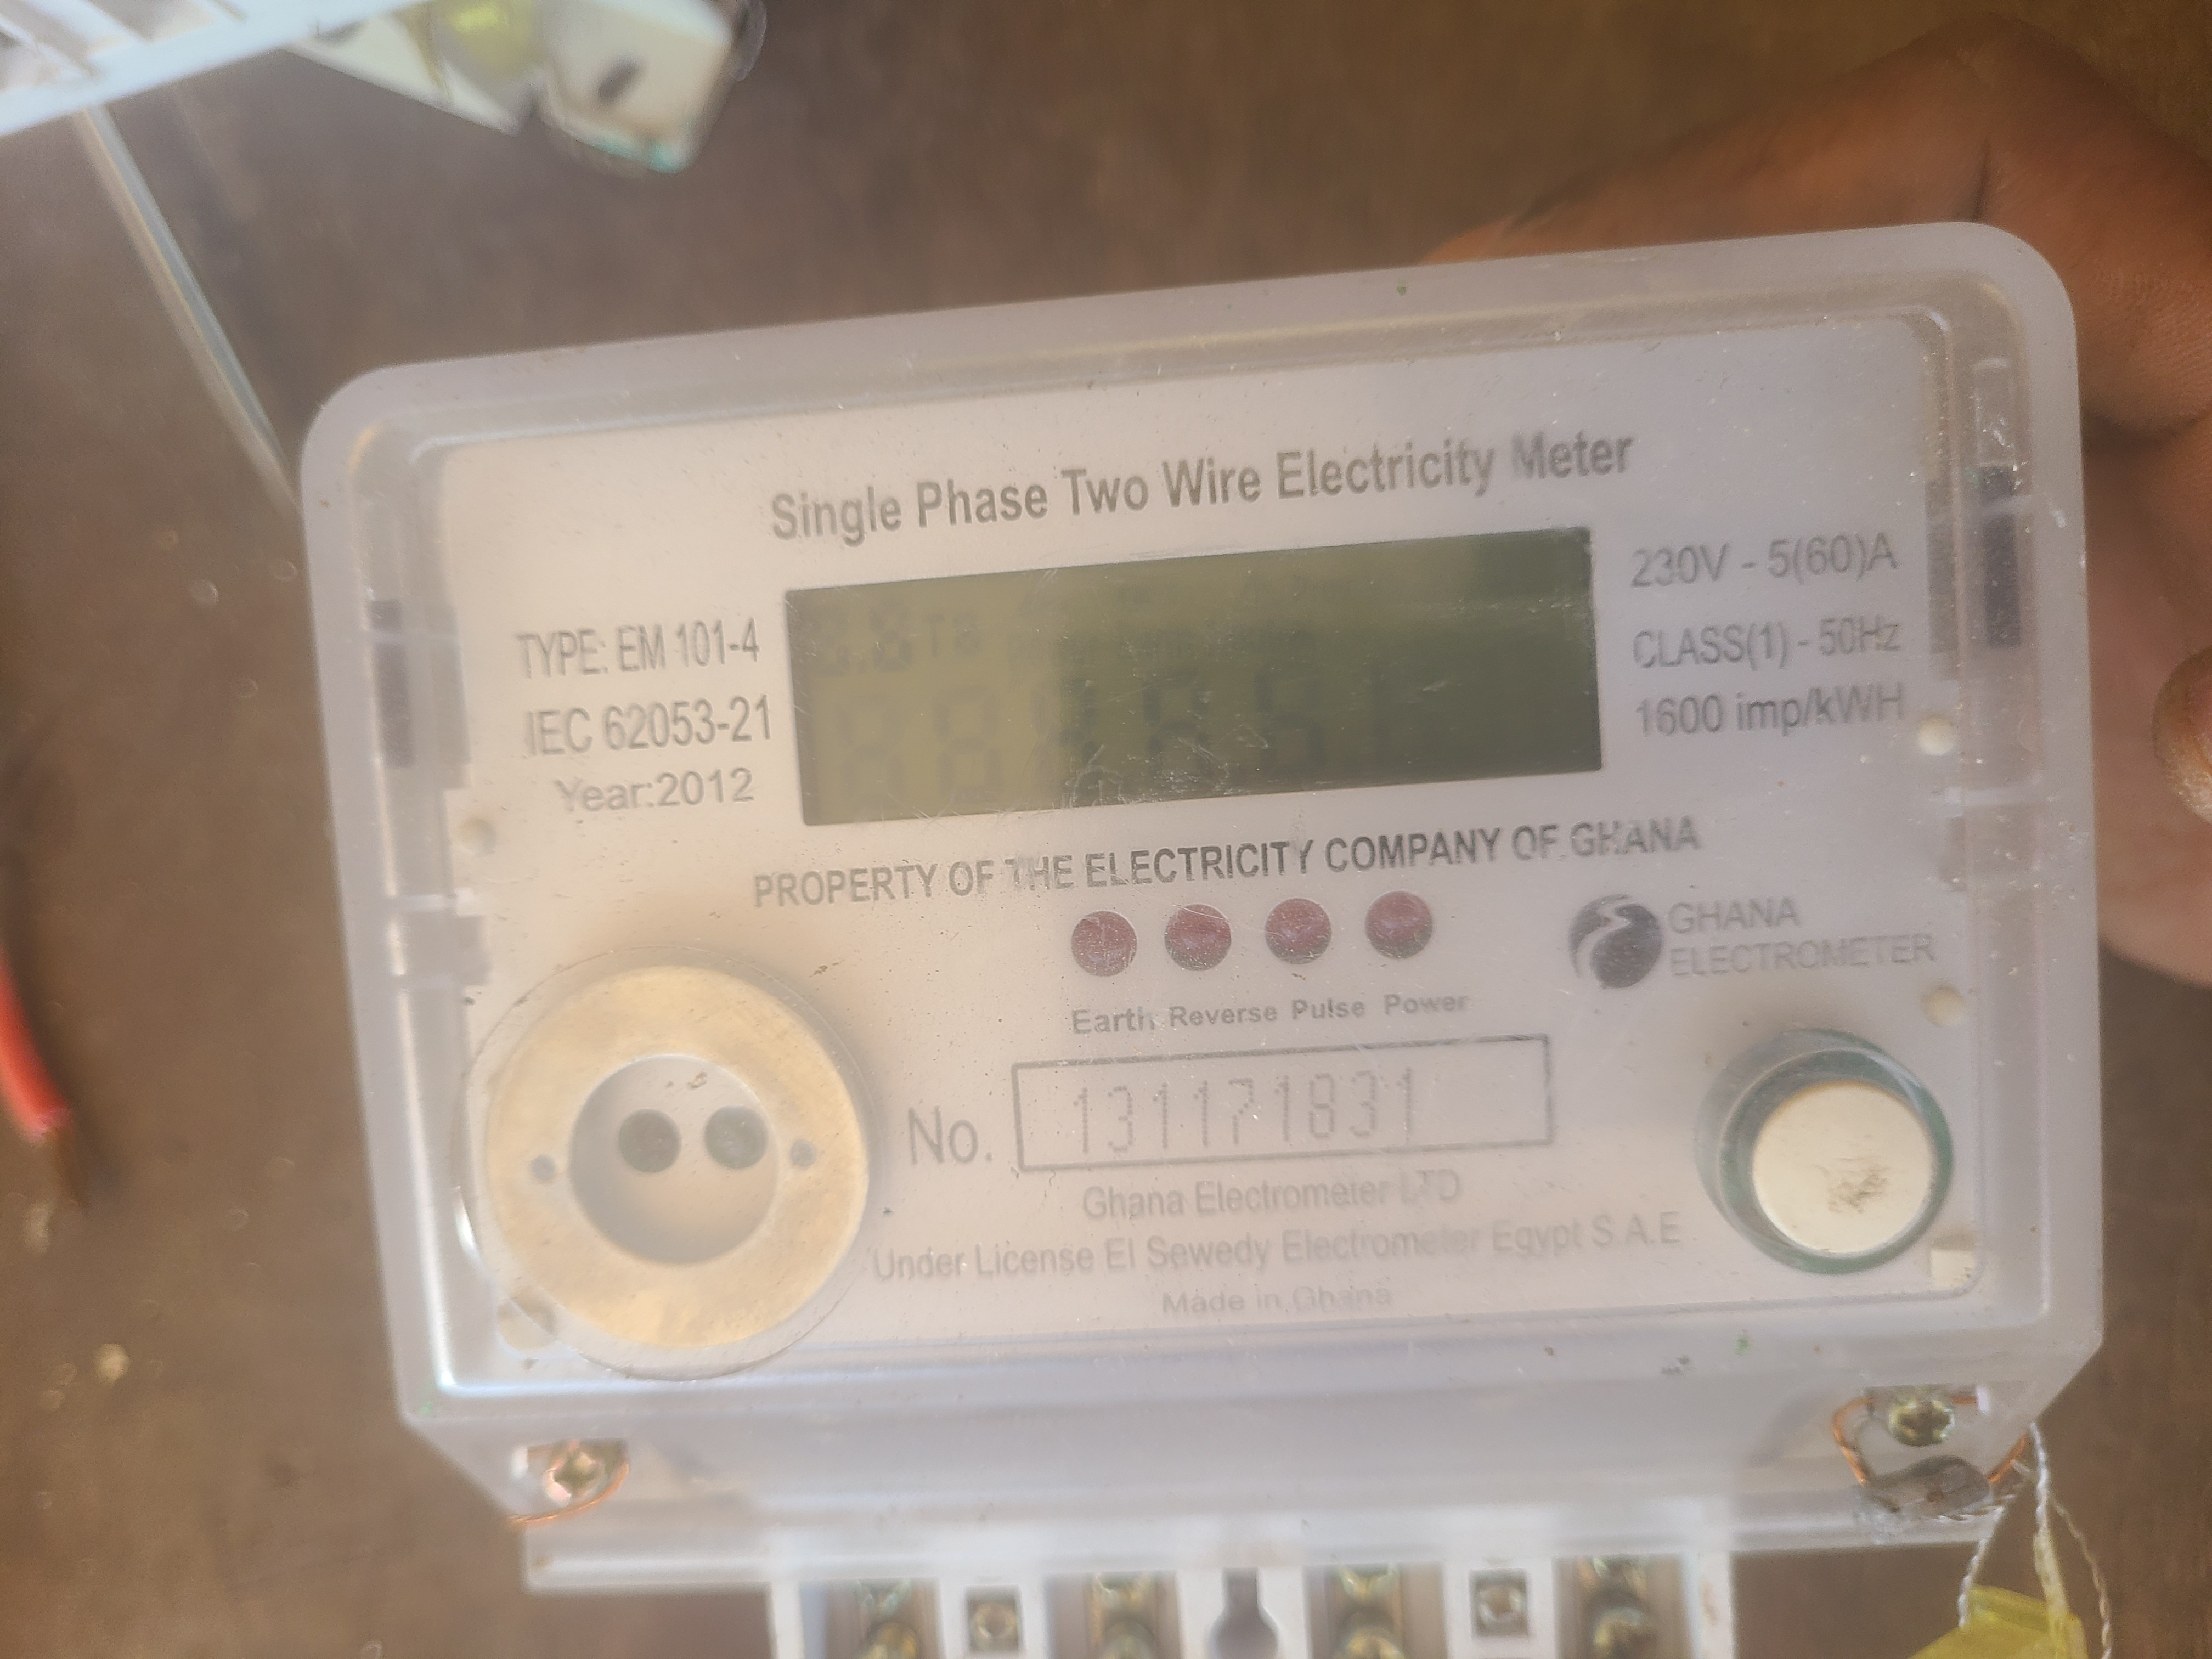 Single Phase Two Wire Electricity Meter
TYPE: EM 101-4
IEC 62053-21
Year:2012
230V - 5(60)A
CLASS(1) - 50Hz
1600 imp/kWH
PROPERTY OF THE ELECTRICITY COMPANY OF GHANA
Earth Reverse Pulse Power
GHANA
ELECTROMETER
No. 131171831
Ghana Electrometer LTD
Under License El Sewedy Electrometer Egypt S.A.E
Made in Ghana